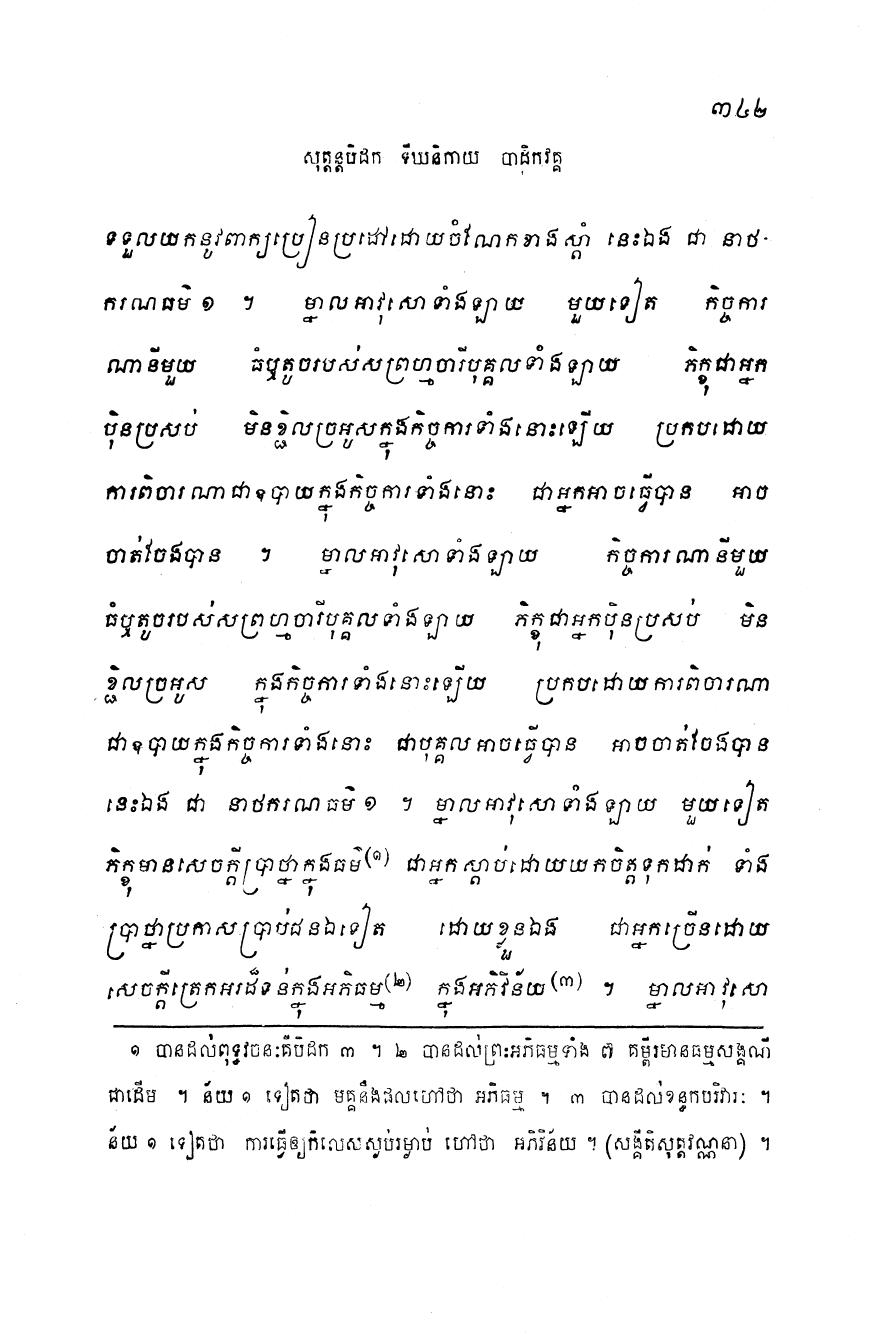 ៣៤២
សុត្តន្តបិដក ទីឃនិកាយ បាដិកវគ្គ
ទទួលយកនូវពាក្យប្រៀនប្រដៅដោយចំណែកខាងស្តាំ នេះឯង ជា នាថ-
ករណធម៌ ១ ។ ម្នាលអាវុសោទាំងឡាយ មួយទៀត កិច្ចការ
ណានីមួយ ធំឬតូចរបស់សព្រហ្មចារីបុគ្គលទាំងឡាយ ភិក្ខុជាអ្នក
ប៉ិនប្រសប់ មិនខ្ជិលច្រអូសក្នុងកិច្ចការទាំងនោះឡើយ ប្រកបដោយ
ការពិចារណាជាឧបាយក្នុងកិច្ចការទាំងនោះ ជាអ្នកអាចធ្វើបាន អាច
ចាត់ចែងបាន ។ ម្នាលអាវុសោទាំងឡាយ កិច្ចការណានីមួយ
ធំឬតូចរបស់សព្រហ្មចារីបុគ្គលទាំងឡាយ ភិក្ខុជាអ្នកប៉ិនប្រសប់ មិន
ខ្ជិលច្រអូស ក្នុងកិច្ចការទាំងនោះឡើយ ប្រកបដោយការពិចារណា
ជាឧបាយក្នុងកិច្ចការទាំងនោះ ជាបុគ្គលអាចធ្វើបាន អាចចាត់ចែងបាន
នេះឯង ជា នាថករណធម៌ ១ ។ ម្នាលអាវុសោទាំងឡាយ មួយទៀត
ភិក្ខុមានសេចក្តីប្រាថ្នាក្នុងធម៌(១) ជាអ្នកស្តាប់ដោយយកចិត្តទុកដាក់ ទាំង
ប្រាថ្នាប្រកាសប្រាប់ជនឯទៀត ដោយខ្លួនឯង ជាអ្នកច្រើនដោយ
សេចក្តីត្រេកអរដ៏ទន់ក្នុងអភិធម្ម(២) ក្នុងអភិវិន័យ(៣) ។ ម្នាលអាវុសោ
១ បានដល់ពុទ្ធវចនៈគឺបិដក ៣ ។ ២ បានដល់ព្រះអភិធម្មទាំង ៧ គម្ពីរមានធម្មសង្គណី
ជាដើម ។ ន័យ ១ ទៀតថា មគ្គនឹងផលហៅថា អភិធម្ម ។ ៣ បានដល់ខន្ធកបរិវារៈ ។
ន័យ ១ ទៀតថា ការធ្វើឲ្យកិលេសស្ងប់រម្ងាប់ ហៅថា អភិវិន័យ ។ (សង្គីតិសុត្តវណ្ណនា) ។